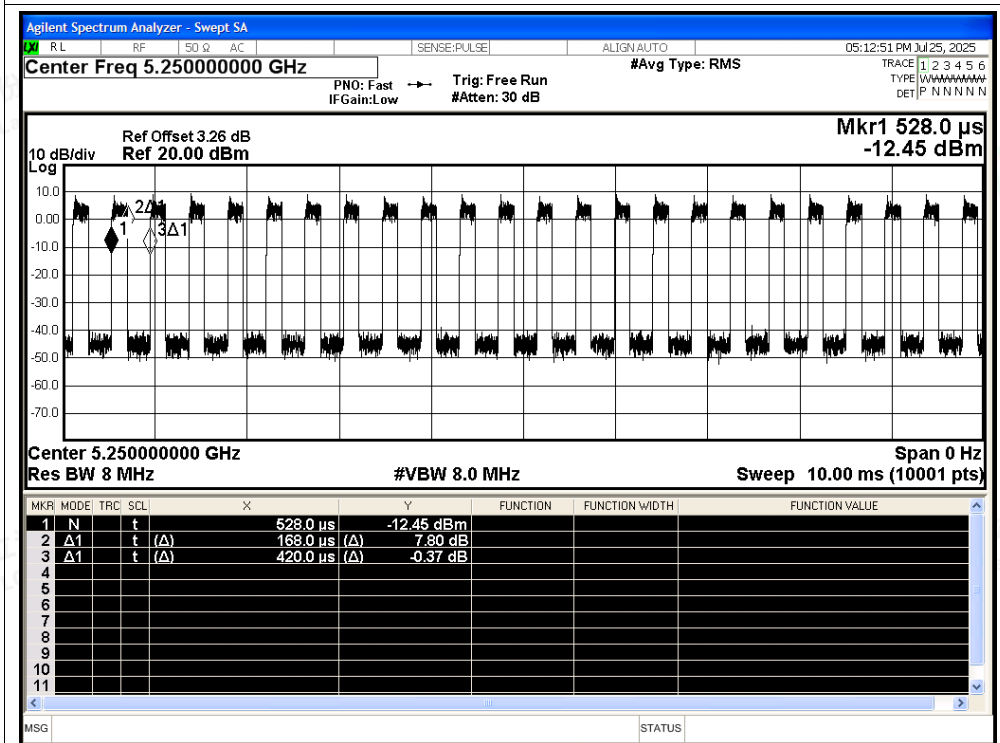 Agilent Spectrum Analyzer - Swept SA
LXI RL RF 50 Ω AC SENSE:PULSE ALIGN AUTO 05:12:51 PM Jul 25, 2025
Center Freq 5.250000000 GHz
PNO: Fast
IFGain:Low
Trig: Free Run
#Atten: 30 dB
#Avg Type: RMS
TRACE 1 2 3 4 5 6
TYPE
DET P N N N N N
Mkr1 528.0 µs
-12.45 dBm
Ref Offset 3.26 dB
10 dB/div Ref 20.00 dBm
Log
10.0
0.00
-10.0
-20.0
-30.0
-40.0
-50.0
-60.0
-70.0
1
2Δ1
3Δ1
Center 5.250000000 GHz Span 0 Hz
Res BW 8 MHz #VBW 8.0 MHz Sweep 10.00 ms (10001 pts)
MKR MODE TRC SCL X Y FUNCTION FUNCTION WIDTH FUNCTION VALUE
1 N t 528.0 µs -12.45 dBm
2 Δ1 t (Δ) 168.0 µs (Δ) 7.80 dB
3 Δ1 t (Δ) 420.0 µs (Δ) -0.37 dB
4
5
6
7
8
9
10
11
MSG STATUS